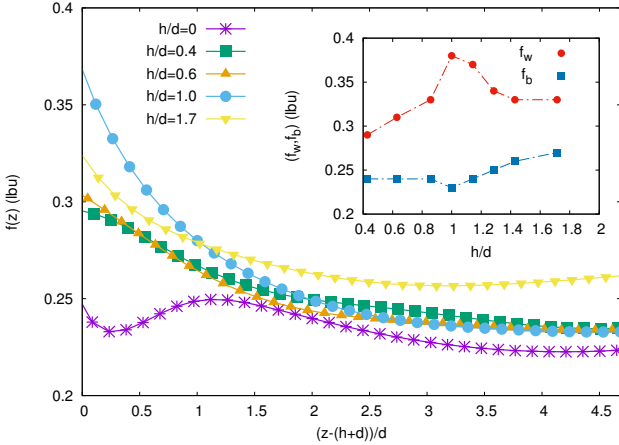 h/d=0
h/d=0.4
h/d=0.6
h/d=1.0
h/d=1.7
f(z) (lbu)
0.4
0.35
0.3
0.25
0.2
0 0.5 1 1.5 2 2.5 3 3.5 4 4.5
(z-(h+d))/d
f_w
f_b
(f_w,f_b) (lbu)
0.4
0.35
0.3
0.25
0.2
0.4 0.6 0.8 1 1.2 1.4 1.6 1.8 2
h/d